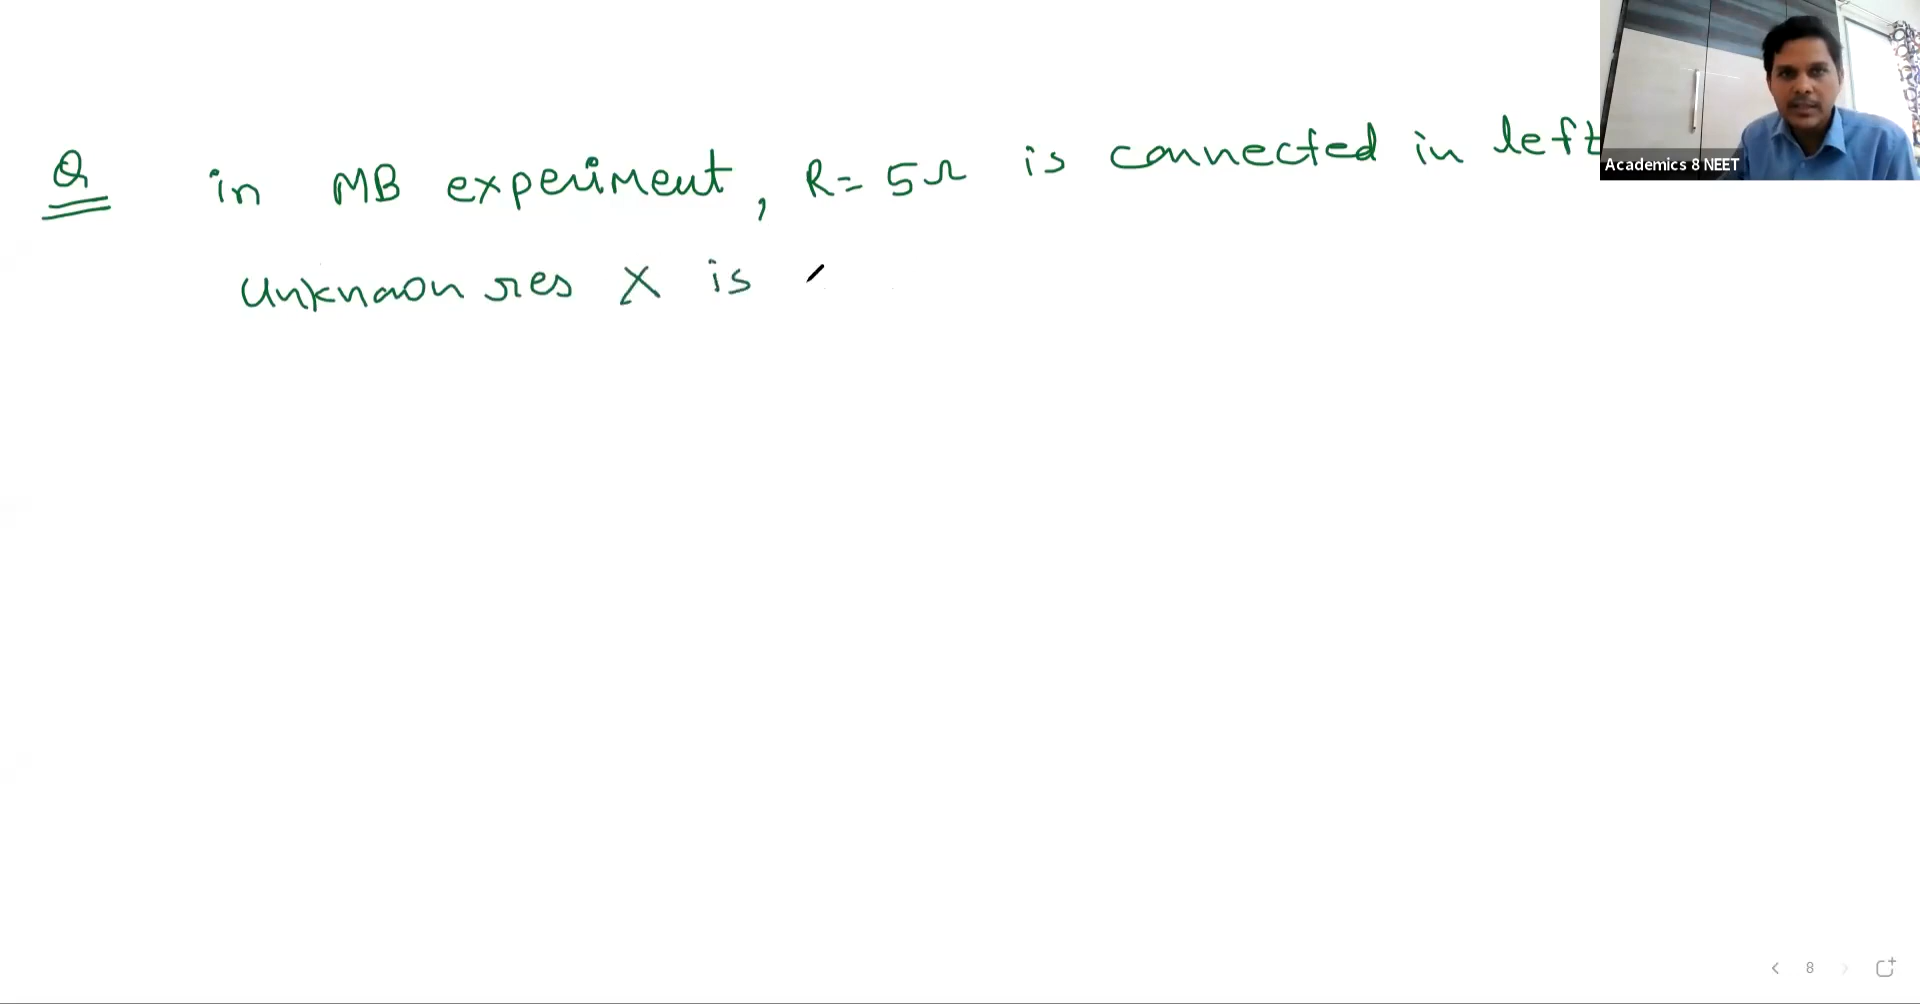 Q in MB experiment, R= 5Ω is connected in left
Academics 8 NEET
unknown res X is
8